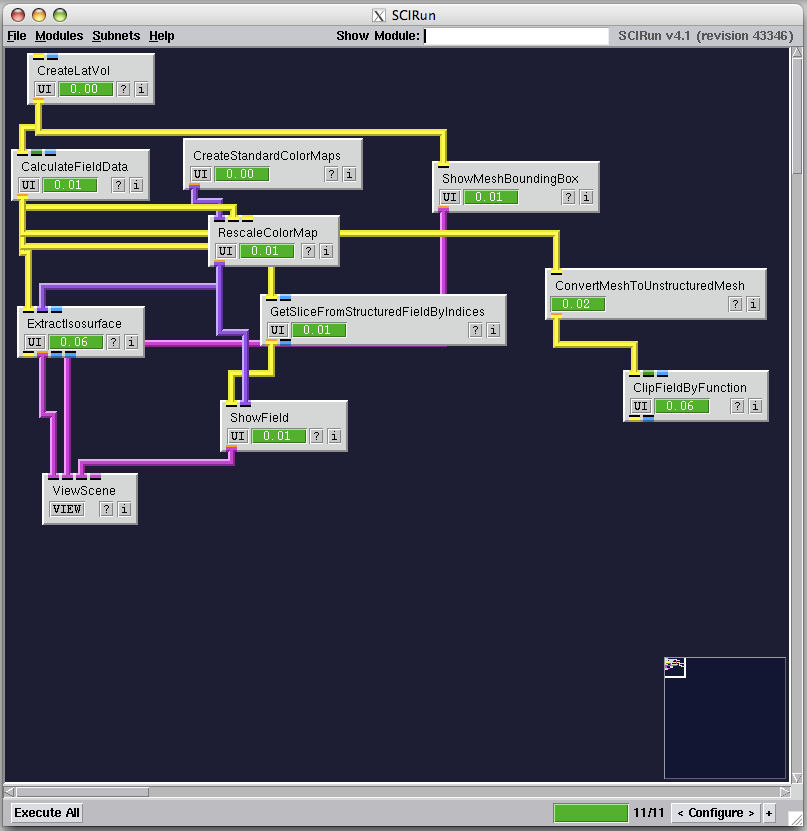 SCIRun
File Modules Subnets Help Show Module: SCIRun v4.1 (revision 43346)
CreateLatVol
UI 0.00 ? i
CalculateFieldData
UI 0.01 ? i
CreateStandardColorMaps
UI 0.00 ? i
ShowMeshBoundingBox
UI 0.01 ? i
RescaleColorMap
UI 0.01 ? i
ConvertMeshToUnstructuredMesh
0.02 ? i
GetSliceFromStructuredFieldByIndices
UI 0.01 ? i
ExtractIsosurface
UI 0.06 ? i
ClipFieldByFunction
UI 0.06 ? i
ShowField
UI 0.01 ? i
ViewScene
VIEW ? i
Execute All 11/11 < Configure > +